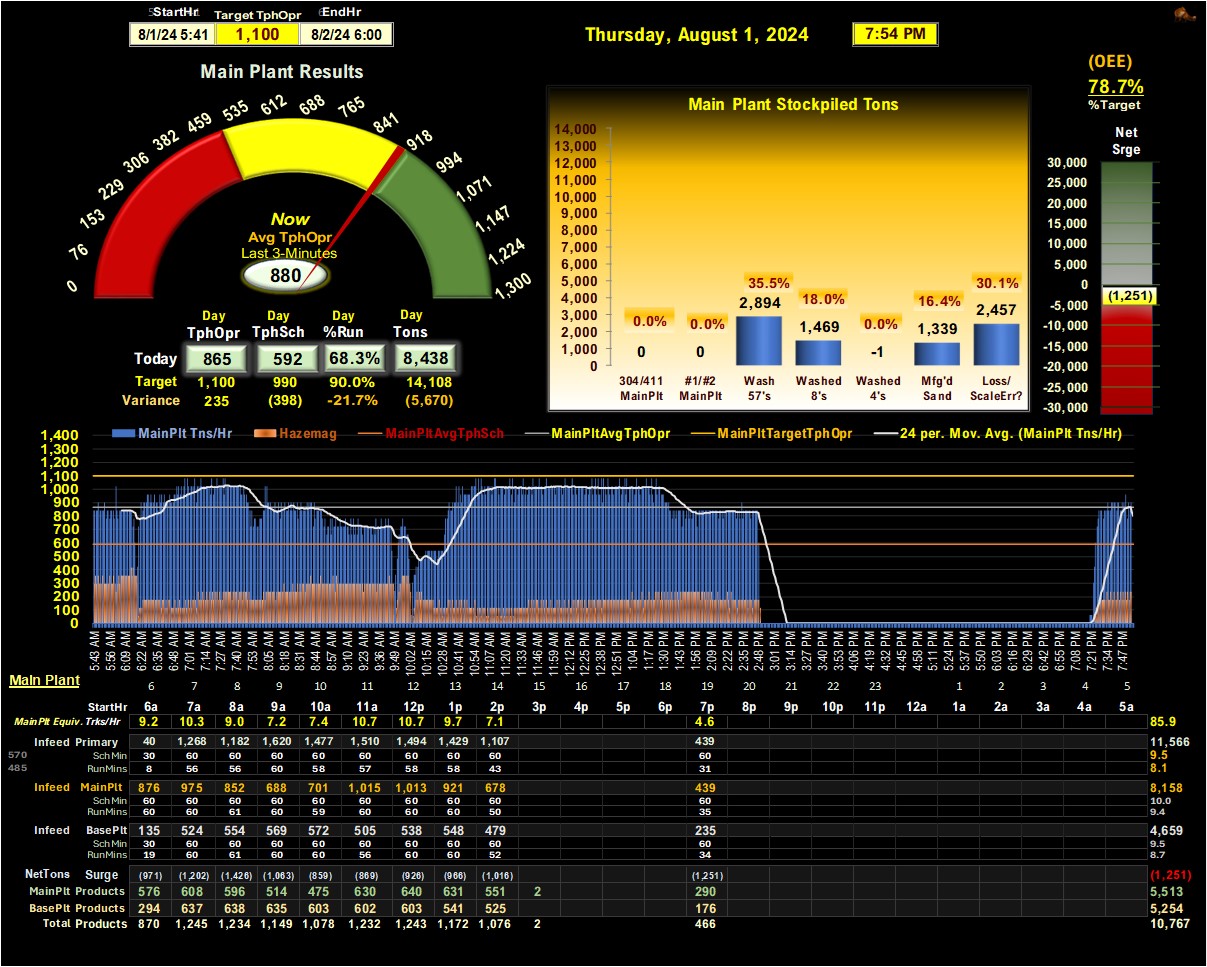 StartHr Target TphOpr EndHr
8/1/24 5:41 1,100 8/2/24 6:00
Thursday, August 1, 2024 7:54 PM
(OEE)
78.7%
%Target
Net
Srge
30,000
25,000
20,000
15,000
10,000
5,000
0
(1,251)
-5,000
-10,000
-15,000
-20,000
-25,000
-30,000
Main Plant Results
0 76 153 229 306 382 459 535 612 688 765 841 918 994 1,071 1,147 1,224 1,300
Now
Avg TphOpr
Last 3-Minutes
880
Day Day Day Day
TphOpr TphSch %Run Tons
Today 865 592 68.3% 8,438
Target 1,100 990 90.0% 14,108
Variance 235 (398) -21.7% (5,670)
Main Plant Stockpiled Tons
14,000
13,000
12,000
11,000
10,000
9,000
8,000
7,000
6,000
5,000
4,000
3,000
2,000
1,000
0
0.0% 0.0% 35.5% 18.0% 0.0% 16.4% 30.1%
0 0 2,894 1,469 -1 1,339 2,457
304/411 #1/#2 Wash Washed Washed Mfg'd Loss/
MainPlt MainPlt 57's 8's 4's Sand ScaleErr?
MainPlt Tns/Hr Hazemag MainPltAvgTphSch MainPltAvgTphOpr MainPltTargetTphOpr 24 per. Mov. Avg. (MainPlt Tns/Hr)
1,400
1,300
1,200
1,100
1,000
900
800
700
600
500
400
300
200
100
0
5:43 AM 5:56 AM 6:09 AM 6:22 AM 6:35 AM 6:48 AM 7:01 AM 7:14 AM 7:27 AM 7:40 AM 7:53 AM 8:05 AM 8:18 AM 8:31 AM 8:44 AM 8:57 AM 9:10 AM 9:23 AM 9:36 AM 9:49 AM 10:02 AM 10:15 AM 10:28 AM 10:41 AM 10:54 AM 11:07 AM 11:20 AM 11:33 AM 11:46 AM 11:59 AM 12:12 PM 12:25 PM 12:38 PM 12:51 PM 1:04 PM 1:17 PM 1:30 PM 1:43 PM 1:56 PM 2:09 PM 2:22 PM 2:35 PM 2:48 PM 3:01 PM 3:14 PM 3:27 PM 3:40 PM 3:53 PM 4:06 PM 4:19 PM 4:32 PM 4:45 PM 4:58 PM 5:11 PM 5:24 PM 5:37 PM 5:50 PM 6:03 PM 6:16 PM 6:29 PM 6:42 PM 6:55 PM 7:08 PM 7:21 PM 7:34 PM 7:47 PM
Main Plant
6 7 8 9 10 11 12 13 14 15 16 17 18 19 20 21 22 23 1 2 3 4 5
StartHr 6a 7a 8a 9a 10a 11a 12p 1p 2p 3p 4p 5p 6p 7p 8p 9p 10p 11p 12a 1a 2a 3a 4a 5a
MainPlt Equiv. Trks/Hr 9.2 10.3 9.0 7.2 7.4 10.7 10.7 9.7 7.1 4.6 85.9
Infeed Primary 40 1,268 1,182 1,620 1,477 1,510 1,494 1,429 1,107 439 11,566
570 Sch Min 30 60 60 60 60 60 60 60 60 60 9.5
485 RunMins 8 56 56 60 58 57 58 58 43 31 8.1
Infeed MainPlt 876 975 852 688 701 1,015 1,013 921 678 439 8,158
Sch Min 60 60 60 60 60 60 60 60 60 60 10.0
RunMins 60 60 61 60 59 60 60 60 50 35 9.4
Infeed BasePlt 135 524 554 569 572 505 538 548 479 235 4,659
Sch Min 30 60 60 60 60 60 60 60 60 60 9.5
RunMins 19 60 61 60 60 56 60 60 52 34 8.7
NetTons Surge (971) (1,202) (1,426) (1,063) (859) (869) (926) (966) (1,016) (1,251) (1,251)
MainPlt Products 576 608 596 514 475 630 640 631 551 2 290 5,513
BasePlt Products 294 637 638 635 603 602 603 541 525 176 5,254
Total Products 870 1,245 1,234 1,149 1,078 1,232 1,243 1,172 1,076 2 466 10,767